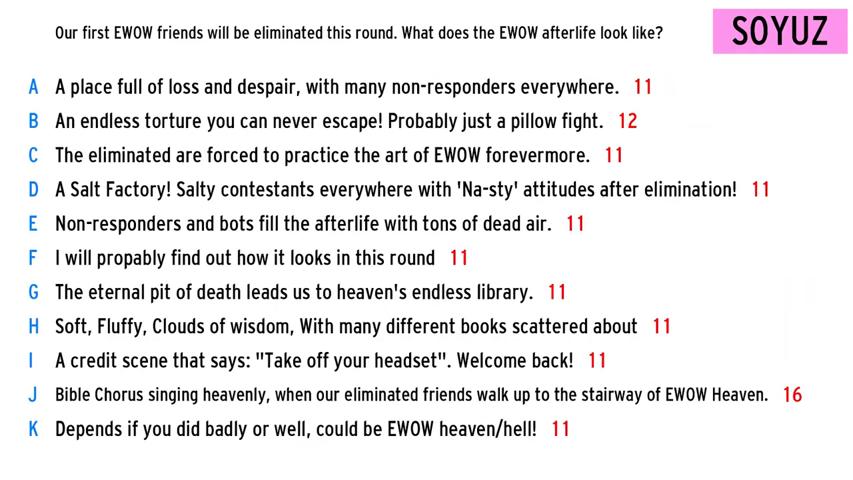 Our first EWOW friends will be eliminated this round. What does the EWOW afterlife look like?
SOYUZ
A A place full of loss and despair, with many non-responders everywhere. 11
B An endless torture you can never escape! Probably just a pillow fight. 12
C The eliminated are forced to practice the art of EWOW forevermore. 11
D A Salt Factory! Salty contestants everywhere with 'Na-sty' attitudes after elimination! 11
E Non-responders and bots fill the afterlife with tons of dead air. 11
F I will propably find out how it looks in this round 11
G The eternal pit of death leads us to heaven's endless library. 11
H Soft, Fluffy, Clouds of wisdom, With many different books scattered about 11
I A credit scene that says: "Take off your headset". Welcome back! 11
J Bible Chorus singing heavenly, when our eliminated friends walk up to the stairway of EWOW Heaven. 16
K Depends if you did badly or well, could be EWOW heaven/hell! 11